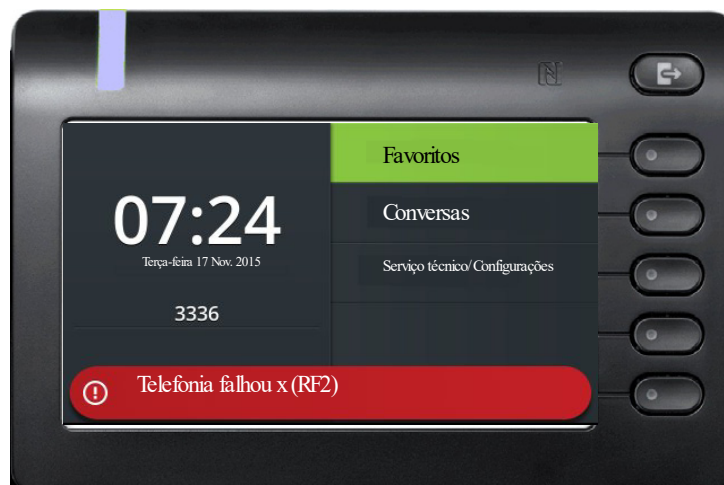 07:24
Terça-feira 17 Nov. 2015
3336
Favoritos
Conversas
Serviço técnico/Configurações
Telefonia falhou x (RF2)